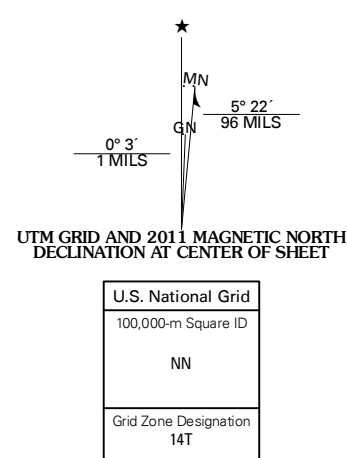 ★
MN
GN
5° 22´
96 MILS
0° 3´
1 MILS
UTM GRID AND 2011 MAGNETIC NORTH
DECLINATION AT CENTER OF SHEET
U.S. National Grid
100,000-m Square ID
NN
Grid Zone Designation
14T